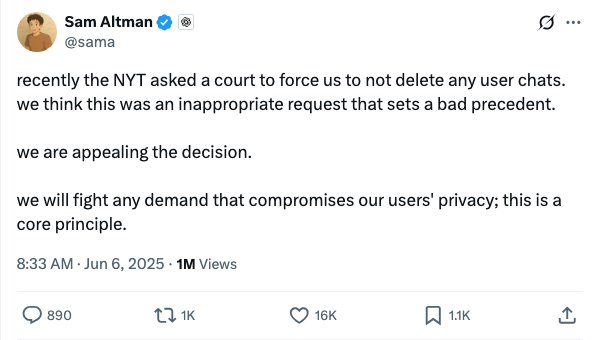 Sam Altman
@sama
recently the NYT asked a court to force us to not delete any user chats.
we think this was an inappropriate request that sets a bad precedent.
we are appealing the decision.
we will fight any demand that compromises our users' privacy; this is a
core principle.
8:33 AM · Jun 6, 2025 · 1M Views
890 1K 16K 1.1K